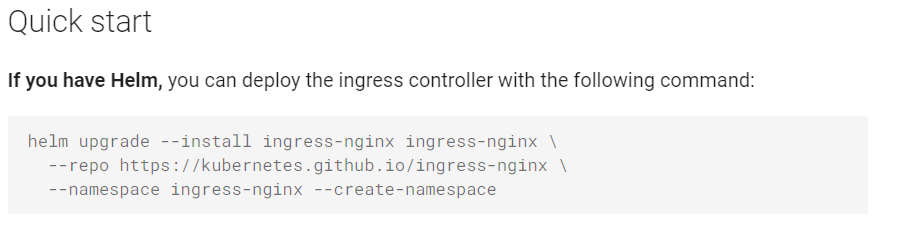 Quick start
If you have Helm, you can deploy the ingress controller with the following command:
helm upgrade --install ingress-nginx ingress-nginx \
  --repo https://kubernetes.github.io/ingress-nginx \
  --namespace ingress-nginx --create-namespace